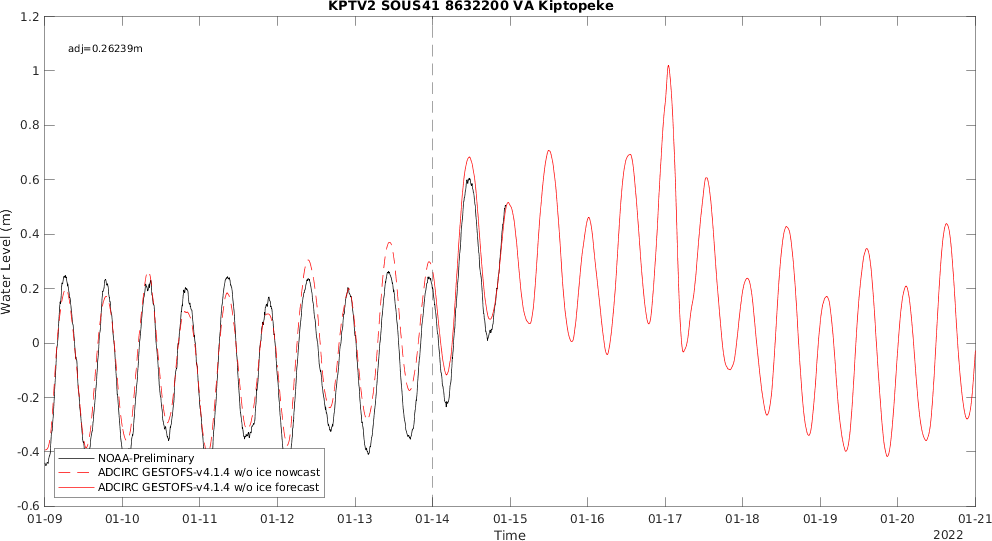 KPTV2 SOUS41 8632200 VA Kiptopeke
adj=0.26239m
Water Level (m)
1.2
1
0.8
0.6
0.4
0.2
0
-0.2
-0.4
-0.6
NOAA-Preliminary
ADCIRC GESTOFS-v4.1.4 w/o ice nowcast
ADCIRC GESTOFS-v4.1.4 w/o ice forecast
01-09 01-10 01-11 01-12 01-13 01-14 01-15 01-16 01-17 01-18 01-19 01-20 01-21
Time
2022